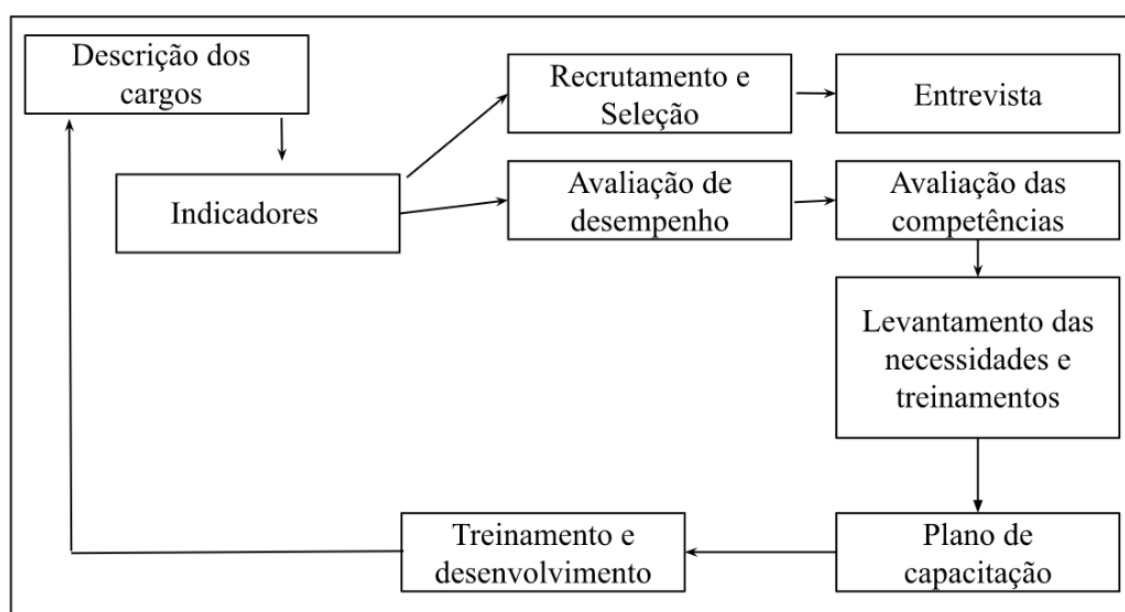 Descrição dos
cargos
Recrutamento e
Seleção
Entrevista
Indicadores
Avaliação de
desempenho
Avaliação das
competências
Levantamento das
necessidades e
treinamentos
Treinamento e
desenvolvimento
Plano de
capacitação